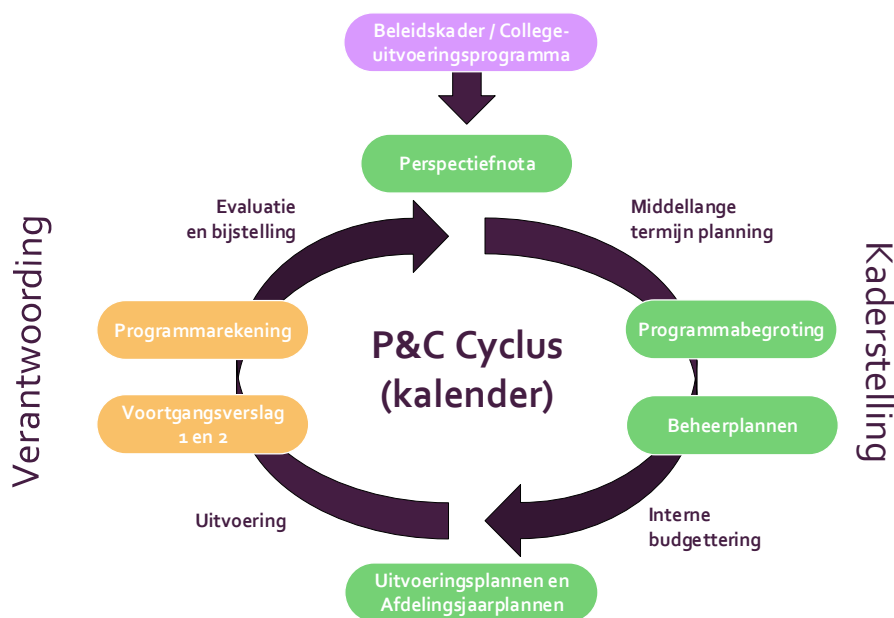 Beleidskader / College-
uitvoeringsprogramma
Perspectiefnota
Evaluatie
en bijstelling
Middellange
termijn planning
Verantwoording
Kaderstelling
Programmarekening
P&C Cyclus
(kalender)
Programmabegroting
Voortgangsverslag
1 en 2
Beheerplannen
Uitvoering
Interne
budgettering
Uitvoeringsplannen en
Afdelingsjaarplannen